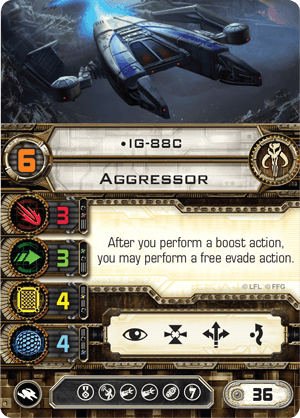 •IG-88C
6
AGGRESSOR
3
After you perform a boost action,
you may perform a free evade action.
3
©LFL ©FFG
4
4
36